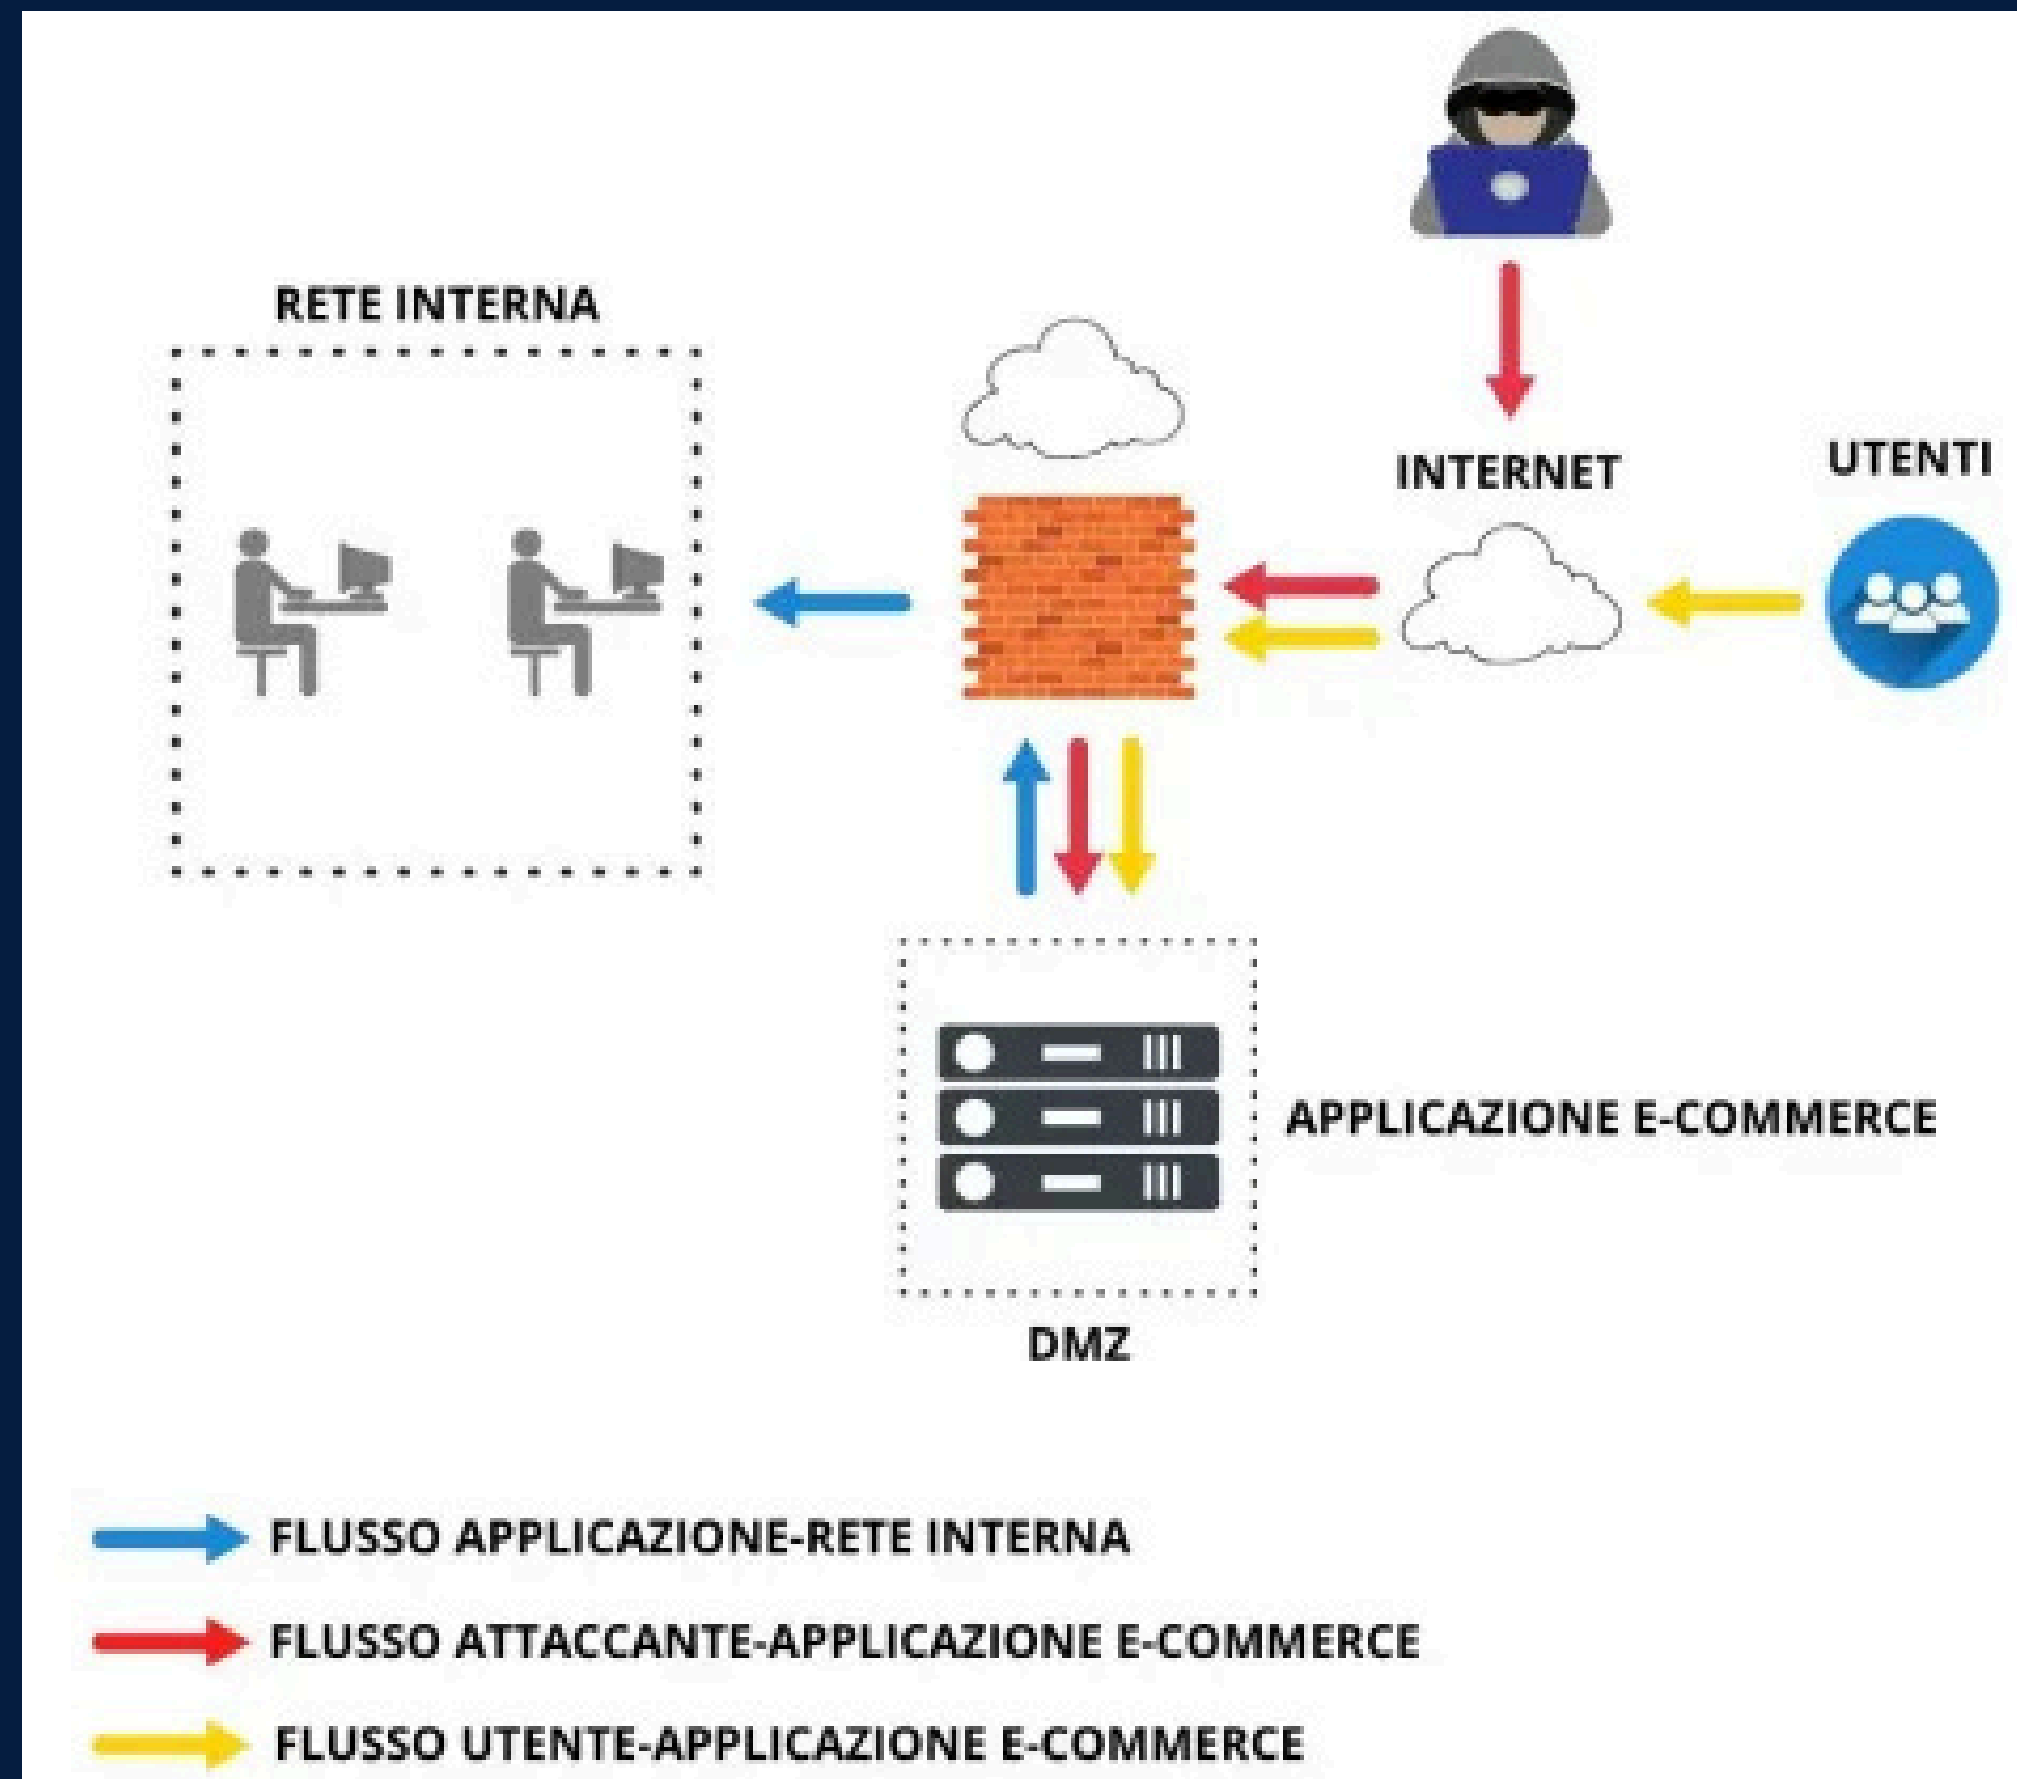 RETE INTERNA
INTERNET
UTENTI
APPLICAZIONE E-COMMERCE
DMZ
FLUSSO APPLICAZIONE-RETE INTERNA
FLUSSO ATTACCANTE-APPLICAZIONE E-COMMERCE
FLUSSO UTENTE-APPLICAZIONE E-COMMERCE